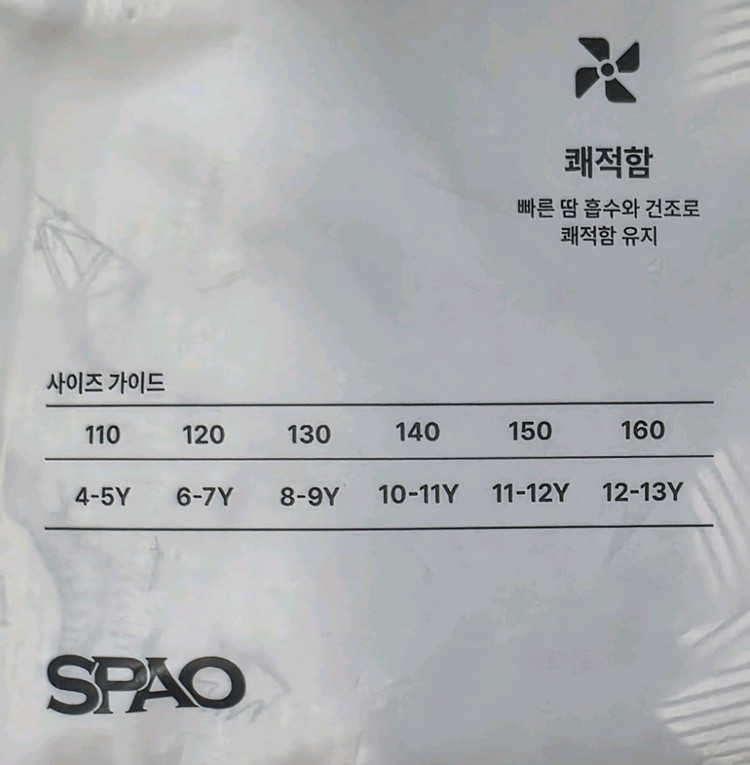 쾌적함
빠른 땀 흡수와 건조로
쾌적함 유지
사이즈 가이드
110 120 130 140 150 160
4-5Y 6-7Y 8-9Y 10-11Y 11-12Y 12-13Y
SPAO